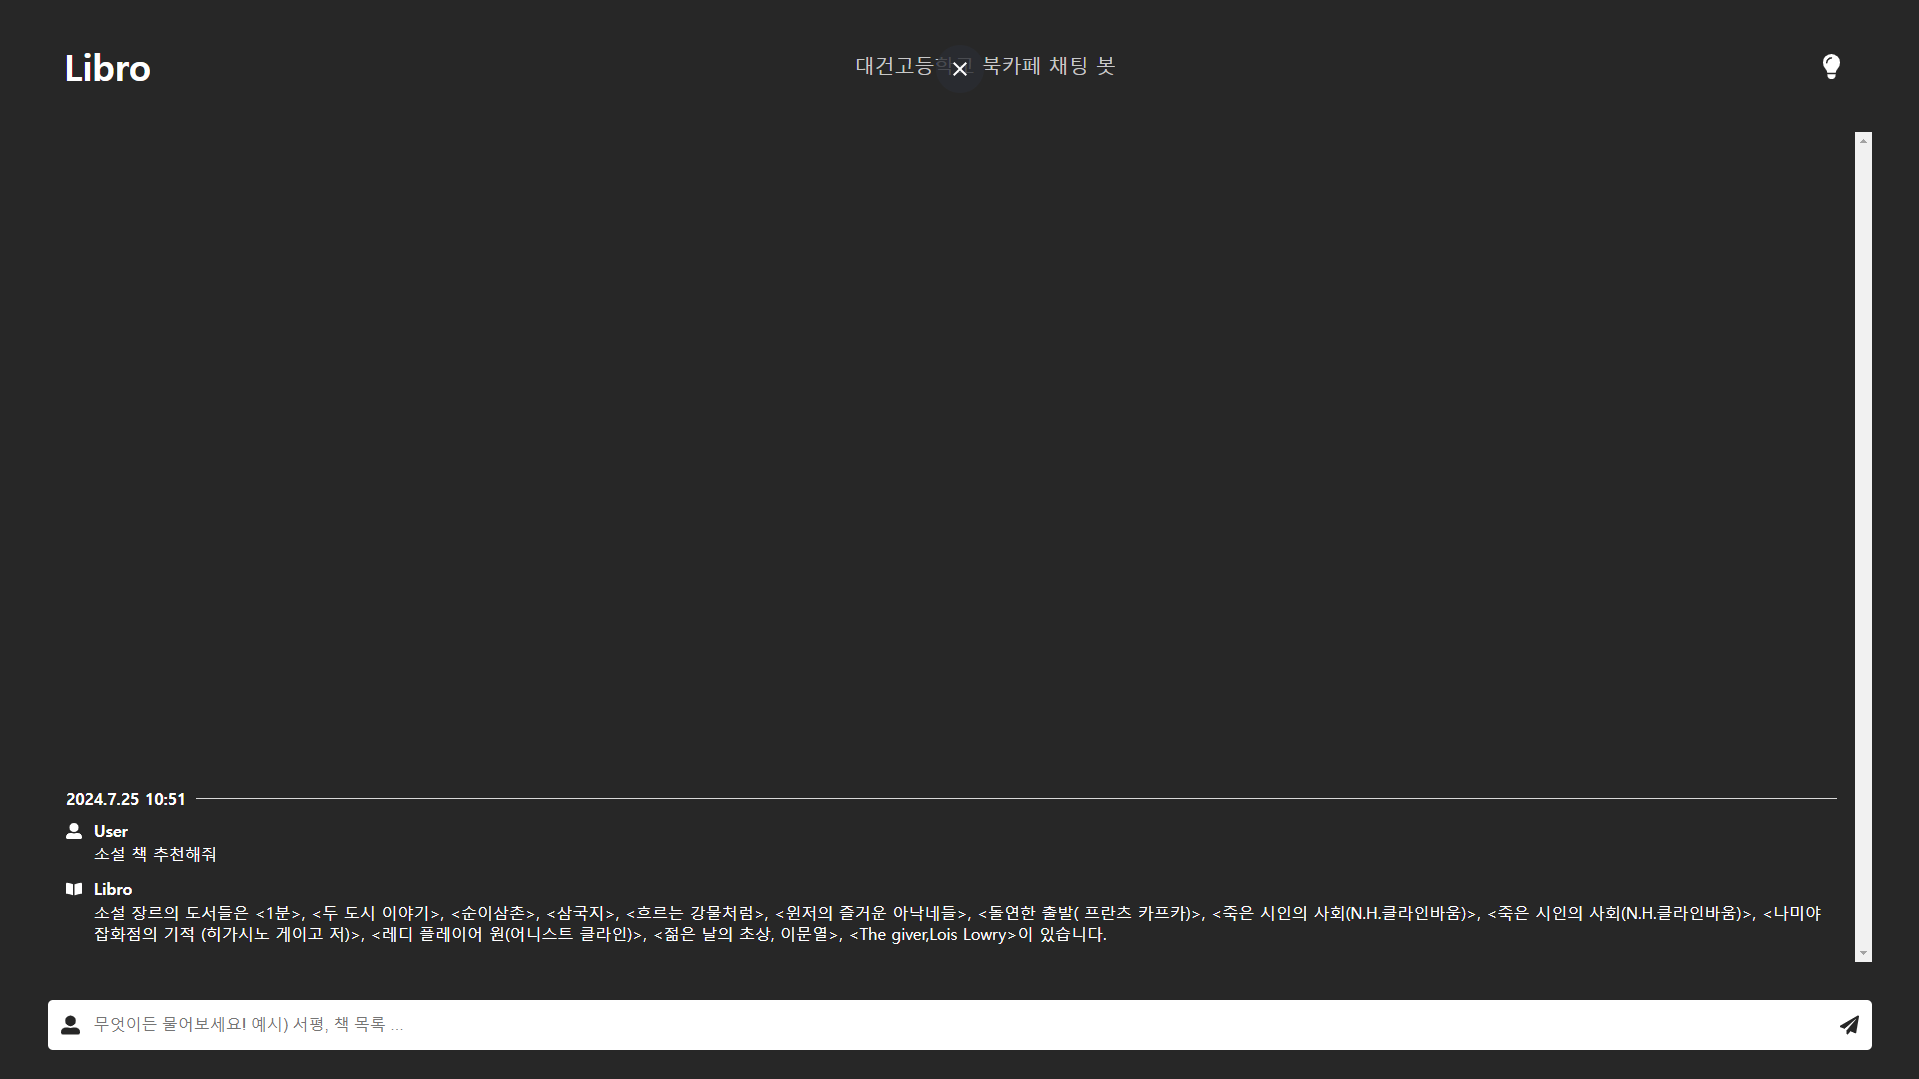 Libro
대건고등학교 북카페 채팅 봇
2024.7.25 10:51
User
소설 책 추천해줘
Libro
소설 장르의 도서들은 <1분>, <두 도시 이야기>, <순이삼촌>, <삼국지>, <흐르는 강물처럼>, <윈저의 즐거운 아낙네들>, <돌연한 출발( 프란츠 카프카)>, <죽은 시인의 사회(N.H.클라인바움)>, <죽은 시인의 사회(N.H.클라인바움)>, <나미야
잡화점의 기적 (히가시노 게이고 저)>, <레디 플레이어 원(어니스트 클라인)>, <젊은 날의 초상, 이문열>, <The giver,Lois Lowry>이 있습니다.
무엇이든 물어보세요! 예시) 서평, 책 목록 ...